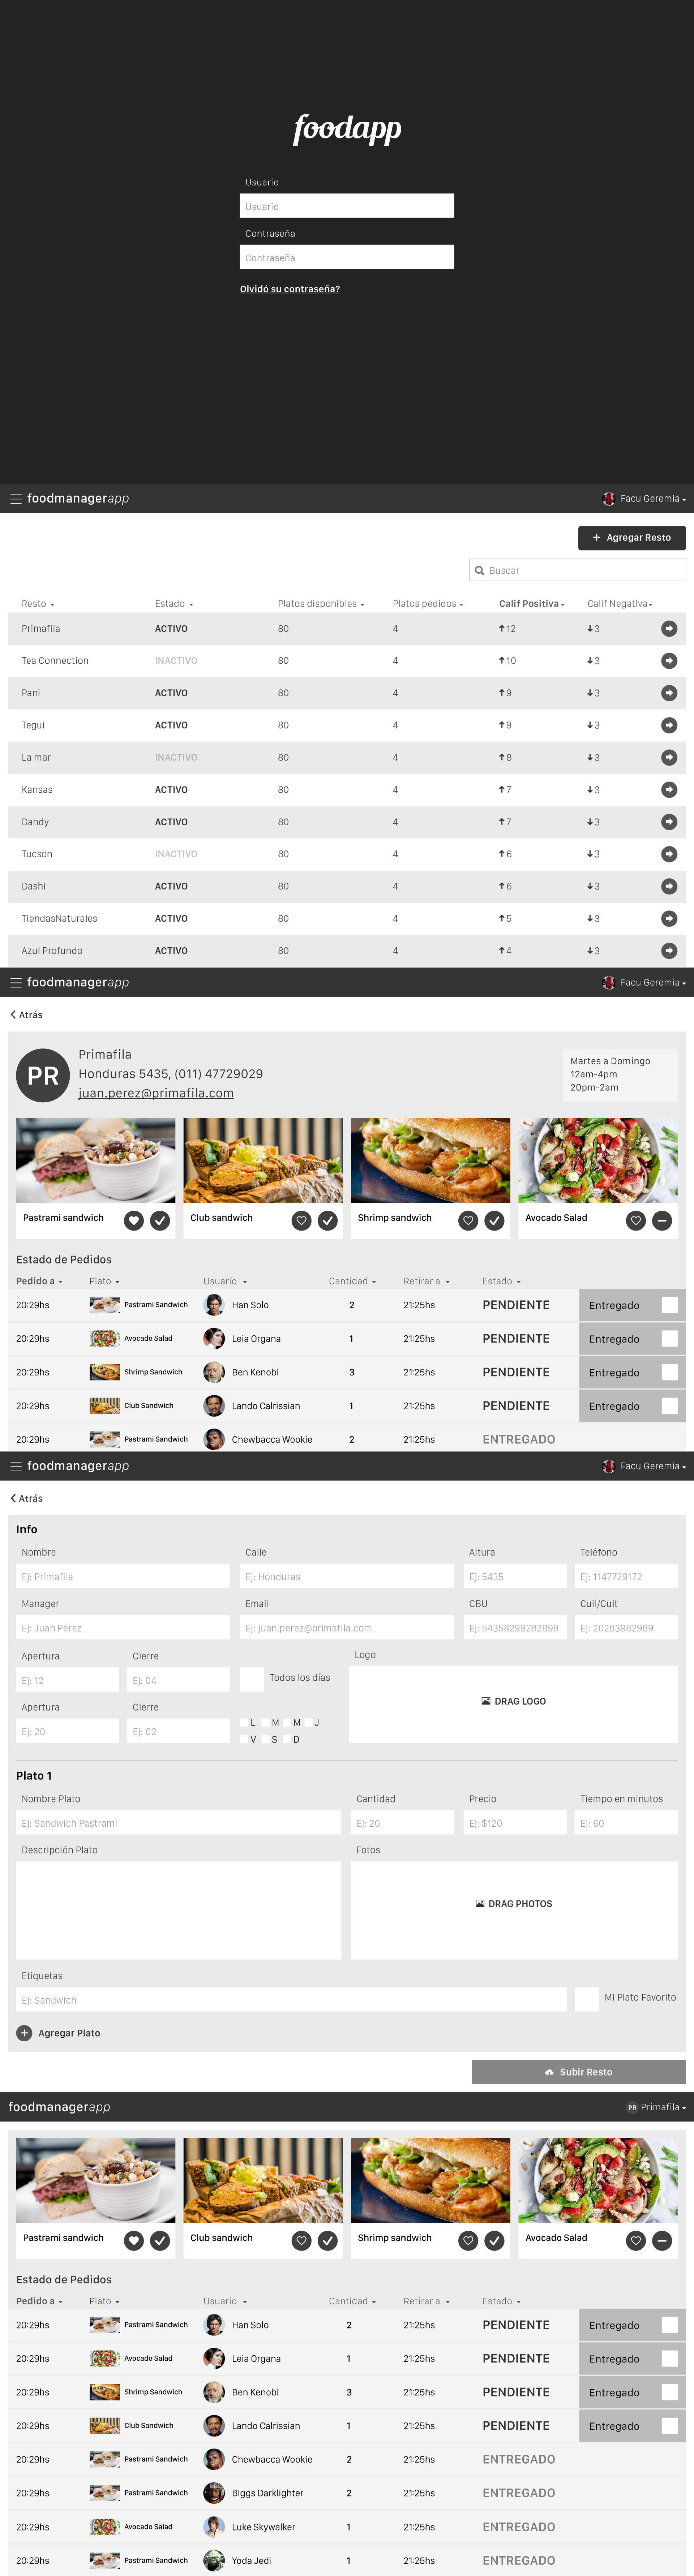 foodapp
Usuario
Usuario
Contraseña
Contraseña
Olvidó su contraseña?
foodmanagerapp Facu Geremia
+ Agregar Resto
Buscar
Resto Estado Platos disponibles Platos pedidos Calif Positiva Calif Negativa
Primafila ACTIVO 80 4 12 3
Tea Connection INACTIVO 80 4 10 3
Pani ACTIVO 80 4 9 3
Tegui ACTIVO 80 4 9 3
La mar INACTIVO 80 4 8 3
Kansas ACTIVO 80 4 7 3
Dandy ACTIVO 80 4 7 3
Tucson INACTIVO 80 4 6 3
Dashi ACTIVO 80 4 6 3
TiendasNaturales ACTIVO 80 4 5 3
Azul Profundo ACTIVO 80 4 4 3
foodmanagerapp Facu Geremia
Atrás
PR
Primafila
Honduras 5435, (011) 47729029
juan.perez@primafila.com
Martes a Domingo
12am-4pm
20pm-2am
Pastrami sandwich Club sandwich Shrimp sandwich Avocado Salad
Estado de Pedidos
Pedido a Plato Usuario Cantidad Retirar a Estado
20:29hs Pastrami Sandwich Han Solo 2 21:25hs PENDIENTE Entregado
20:29hs Avocado Salad Leia Organa 1 21:25hs PENDIENTE Entregado
20:29hs Shrimp Sandwich Ben Kenobi 3 21:25hs PENDIENTE Entregado
20:29hs Club Sandwich Lando Calrissian 1 21:25hs PENDIENTE Entregado
20:29hs Pastrami Sandwich Chewbacca Wookie 2 21:25hs ENTREGADO
foodmanagerapp Facu Geremia
Atrás
Info
Nombre Calle Altura Teléfono
Ej: Primafila Ej: Honduras Ej: 5435 Ej: 1147729172
Manager Email CBU Cuil/Cuit
Ej: Juan Pérez Ej: juan.perez@primafila.com Ej: 54358299282899 Ej: 20283982989
Apertura Cierre Logo
Ej: 12 Ej: 04 Todos los días
DRAG LOGO
Apertura Cierre
Ej: 20 Ej: 02
L M M J
V S D
Plato 1
Nombre Plato Cantidad Precio Tiempo en minutos
Ej: Sandwich Pastrami Ej: 20 Ej: $120 Ej: 60
Descripción Plato Fotos
DRAG PHOTOS
Etiquetas
Ej: Sandwich Mi Plato Favorito
+ Agregar Plato
Subir Resto
foodmanagerapp PR Primafila
Pastrami sandwich Club sandwich Shrimp sandwich Avocado Salad
Estado de Pedidos
Pedido a Plato Usuario Cantidad Retirar a Estado
20:29hs Pastrami Sandwich Han Solo 2 21:25hs PENDIENTE Entregado
20:29hs Avocado Salad Leia Organa 1 21:25hs PENDIENTE Entregado
20:29hs Shrimp Sandwich Ben Kenobi 3 21:25hs PENDIENTE Entregado
20:29hs Club Sandwich Lando Calrissian 1 21:25hs PENDIENTE Entregado
20:29hs Pastrami Sandwich Chewbacca Wookie 2 21:25hs ENTREGADO
20:29hs Pastrami Sandwich Biggs Darklighter 2 21:25hs ENTREGADO
20:29hs Avocado Salad Luke Skywalker 1 21:25hs ENTREGADO
20:29hs Pastrami Sandwich Yoda Jedi 1 21:25hs ENTREGADO